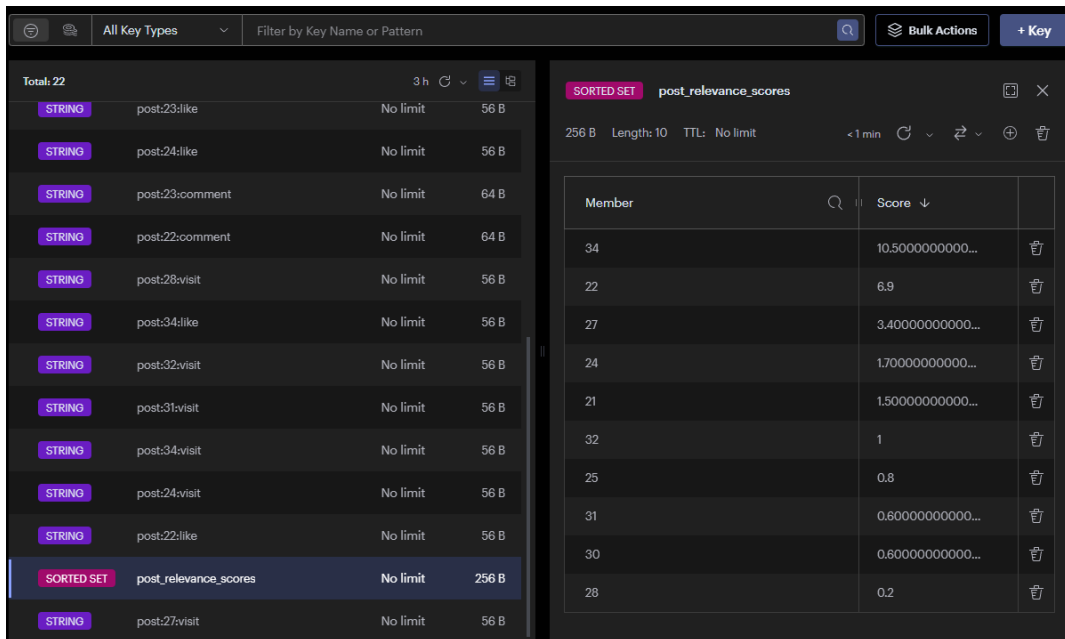 All Key Types
Filter by Key Name or Pattern
Bulk Actions
+ Key
Total: 22
3 h
STRING post:23:like No limit 56 B
STRING post:24:like No limit 56 B
STRING post:23:comment No limit 64 B
STRING post:22:comment No limit 64 B
STRING post:28:visit No limit 56 B
STRING post:34:like No limit 56 B
STRING post:32:visit No limit 56 B
STRING post:31:visit No limit 56 B
STRING post:34:visit No limit 56 B
STRING post:24:visit No limit 56 B
STRING post:22:like No limit 56 B
SORTED SET post_relevance_scores No limit 256 B
STRING post:27:visit No limit 56 B
SORTED SET post_relevance_scores
256 B Length: 10 TTL: No limit <1 min
Member Score
34 10.5000000000...
22 6.9
27 3.40000000000...
24 1.70000000000...
21 1.50000000000...
32 1
25 0.8
31 0.60000000000...
30 0.60000000000...
28 0.2